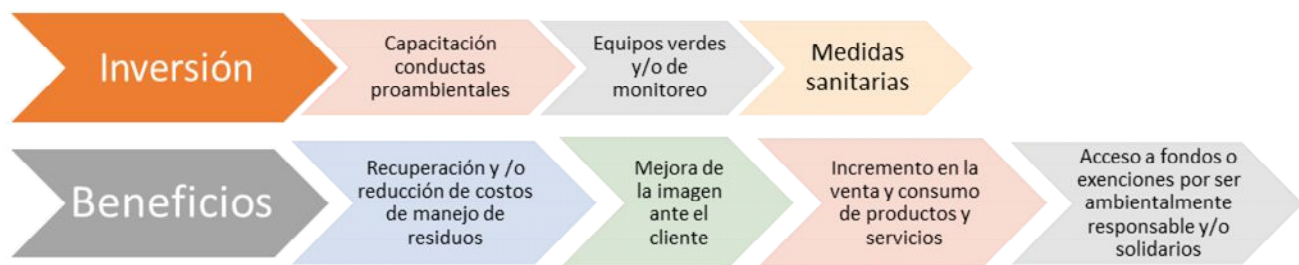 Inversión
Capacitación
conductas
proambientales
Equipos verdes
y/o de
monitoreo
Medidas
sanitarias
Beneficios
Recuperación y /o
reducción de costos
de manejo de
residuos
Mejora de
la imagen
ante el
cliente
Incremento en la
venta y consumo
de productos y
servicios
Acceso a fondos o
exenciones por ser
ambientalmente
responsable y/o
solidarios